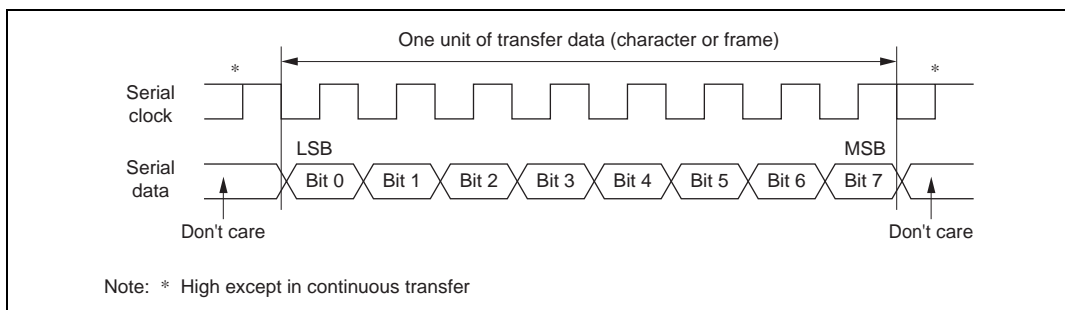 One unit of transfer data (character or frame)
* *
Serial
clock
LSB MSB
Serial
data
Bit 0 Bit 1 Bit 2 Bit 3 Bit 4 Bit 5 Bit 6 Bit 7
Don't care Don't care
Note: * High except in continuous transfer